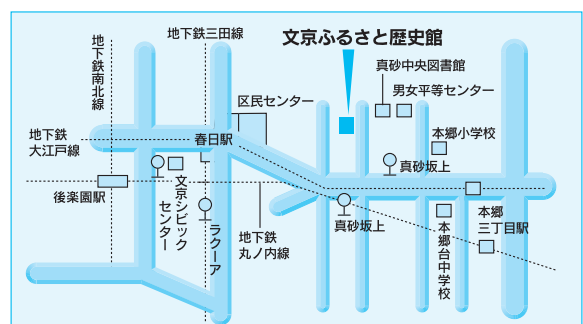 地下鉄三田線
文京ふるさと歴史館
地下鉄南北線
真砂中央図書館
男女平等センター
区民センター
地下鉄
大江戸線
春日駅
本郷小学校
真砂坂上
後楽園駅
文京シビック
センター
ラクーア
地下鉄
丸ノ内線
真砂坂上
本郷
三丁目駅
本郷台中学校